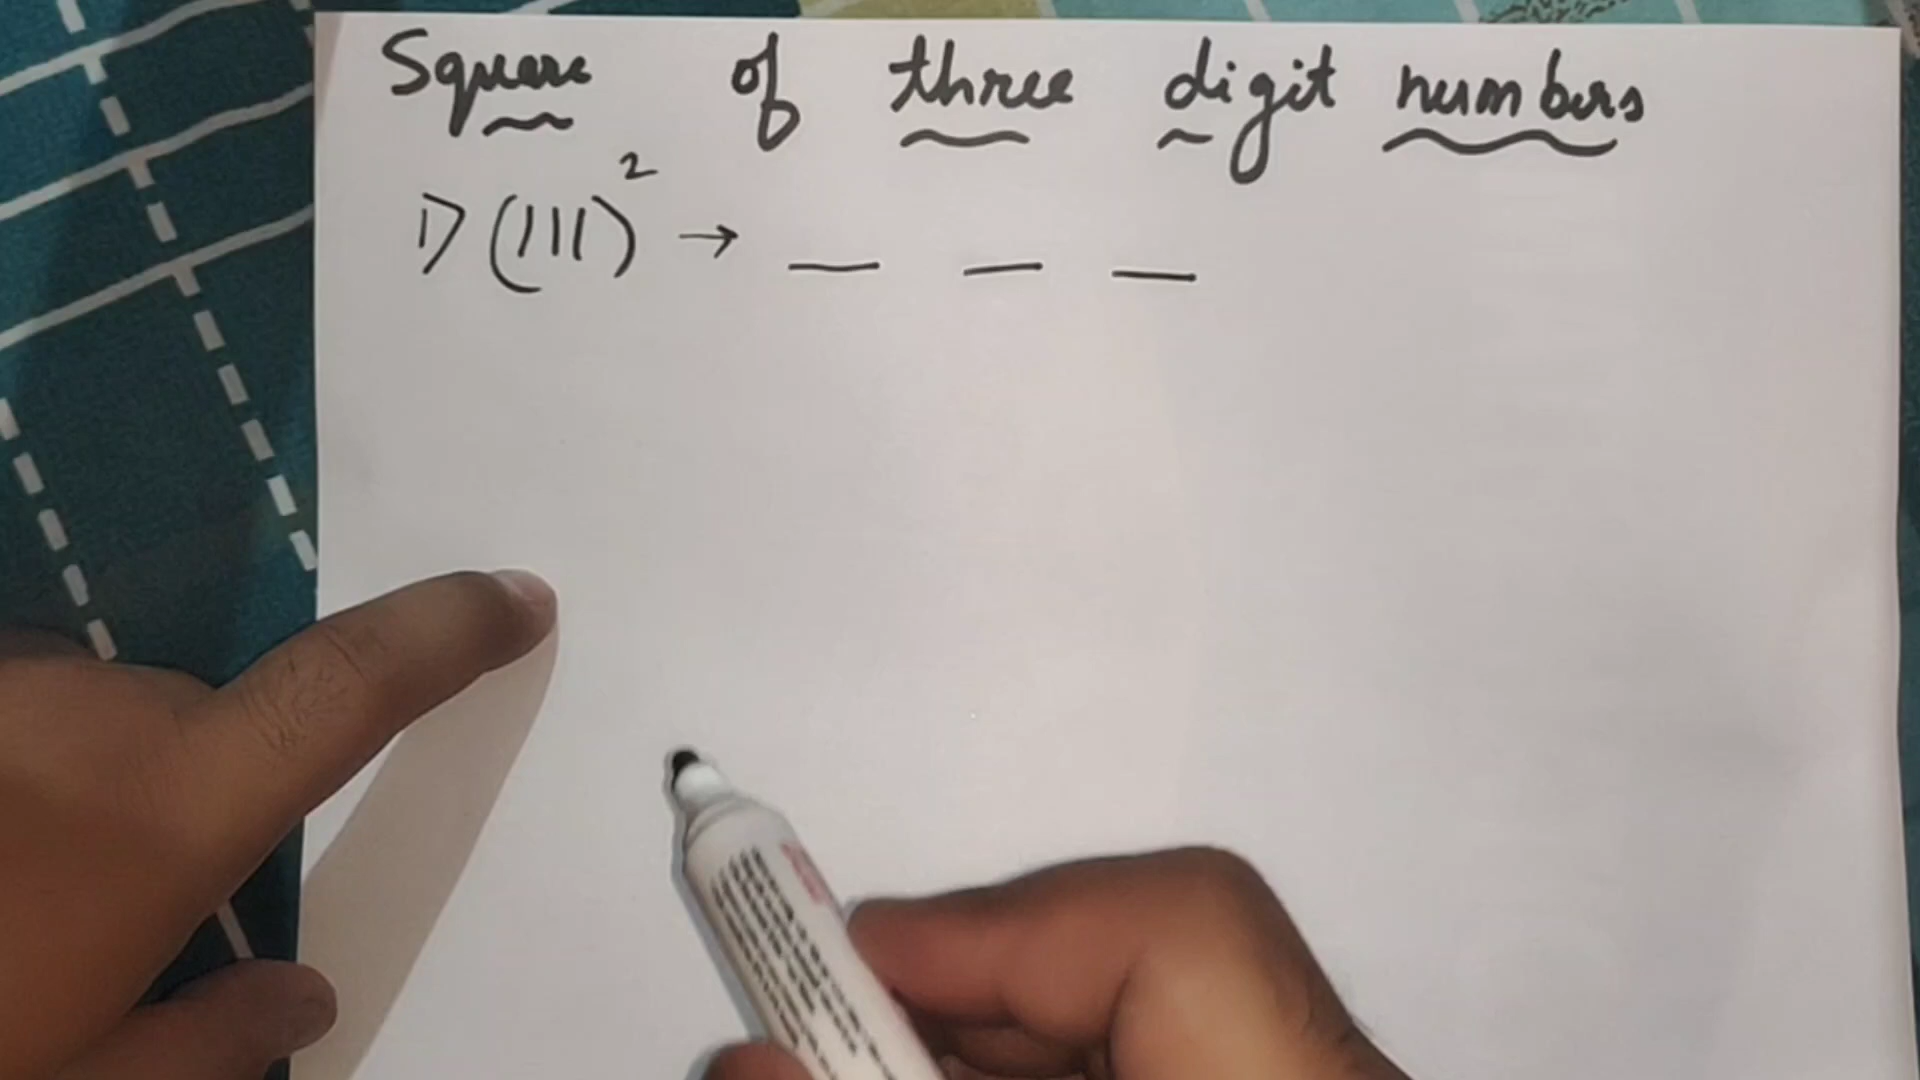 Square of three digit numbers
1) (111)² → _ _ _